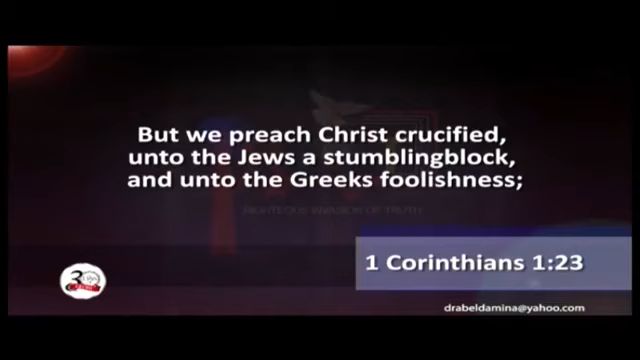 But we preach Christ crucified,
unto the Jews a stumblingblock,
and unto the Greeks foolishness;
RIGHTEOUS INVASION OF TRUTH
1 Corinthians 1:23
drabeldamina@yahoo.com